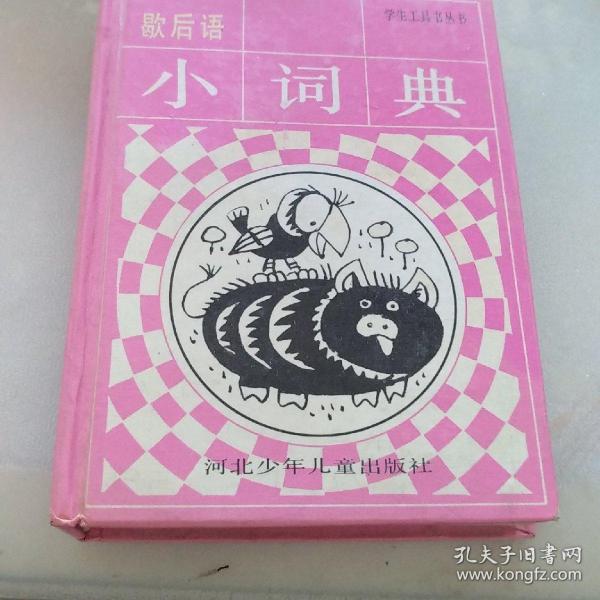 歇后语
学生工具书丛书
小词典
河北少年儿童出版社
孔夫子旧书网
www.kongfz.com